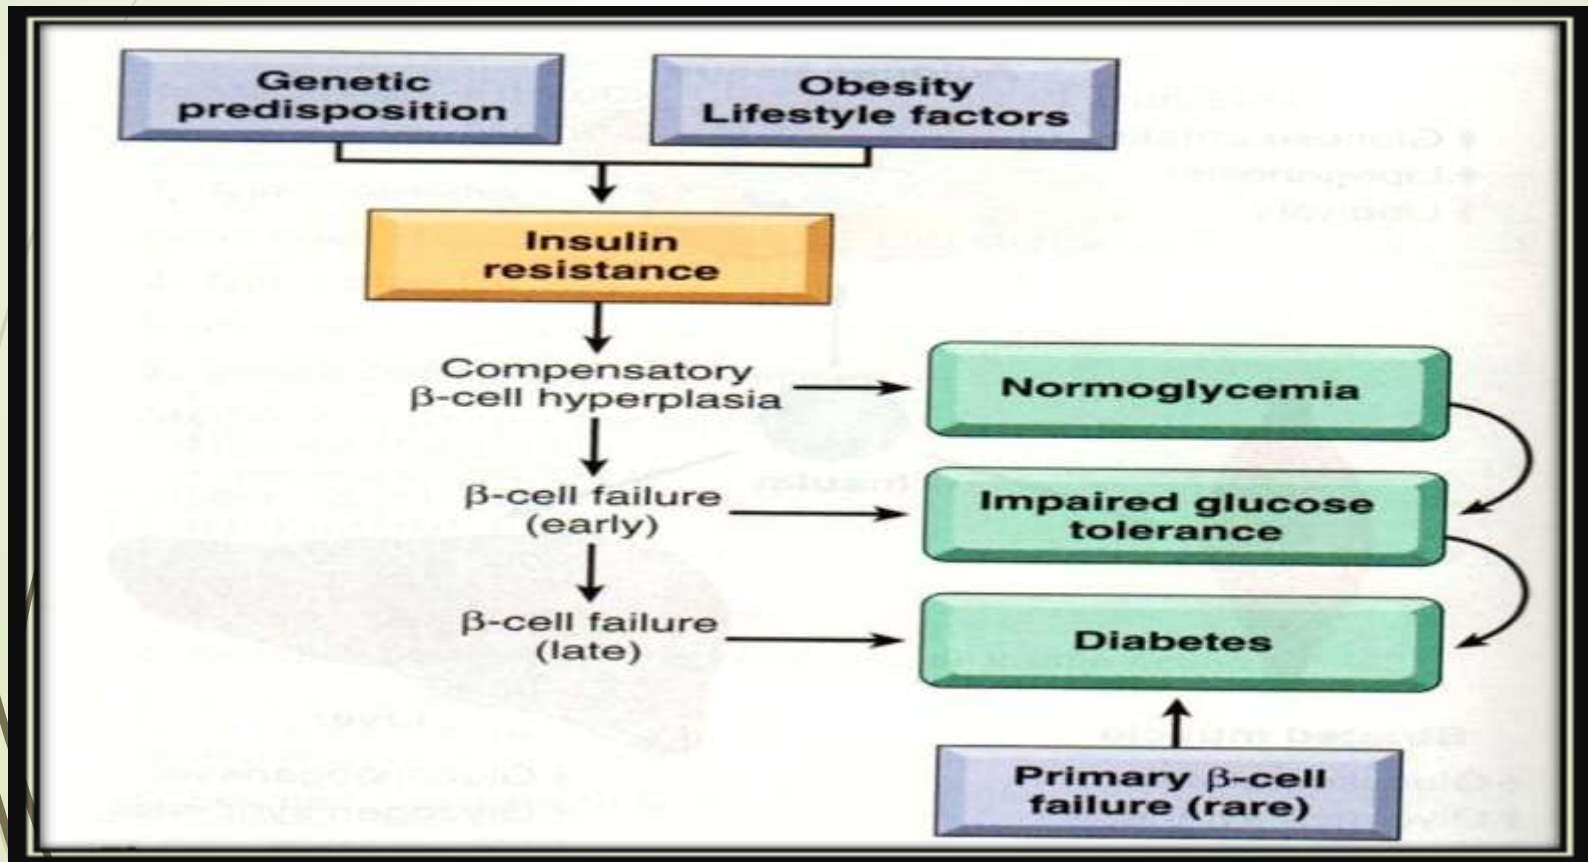 Genetic
predisposition
Obesity
Lifestyle factors
Insulin
resistance
Compensatory
β-cell hyperplasia
Normoglycemia
β-cell failure
(early)
Impaired glucose
tolerance
β-cell failure
(late)
Diabetes
Primary β-cell
failure (rare)